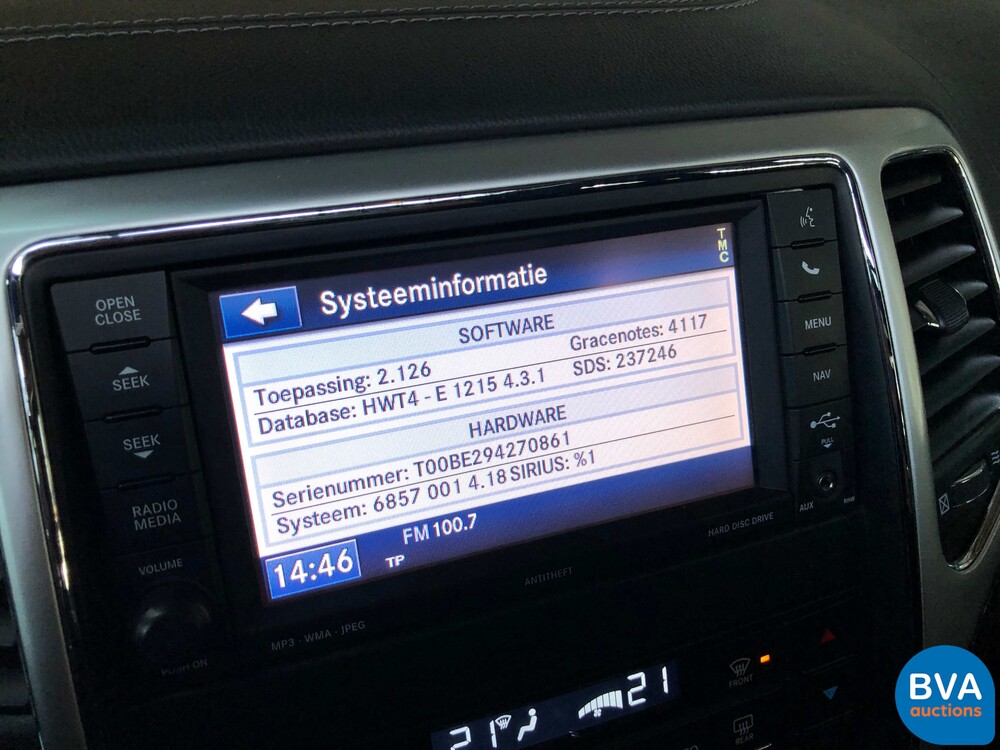 TMC
Systeeminformatie
SOFTWARE
Toepassing: 2.126 Gracenotes: 4117
Database: HWT4 - E 1215 4.3.1 SDS: 237246
HARDWARE
Serienummer: T00BE294270861
Systeem: 6857 001 4.18 SIRIUS: %1
14:46 TP FM 100.7
OPEN
CLOSE
SEEK
SEEK
RADIO
MEDIA
VOLUME
PUSH ON
MENU
NAV
PULL
AUX
HARD DISC DRIVE
ANTITHEFT
MP3 · WMA · JPEG
21 21
FRONT
REAR
BVA
auctions